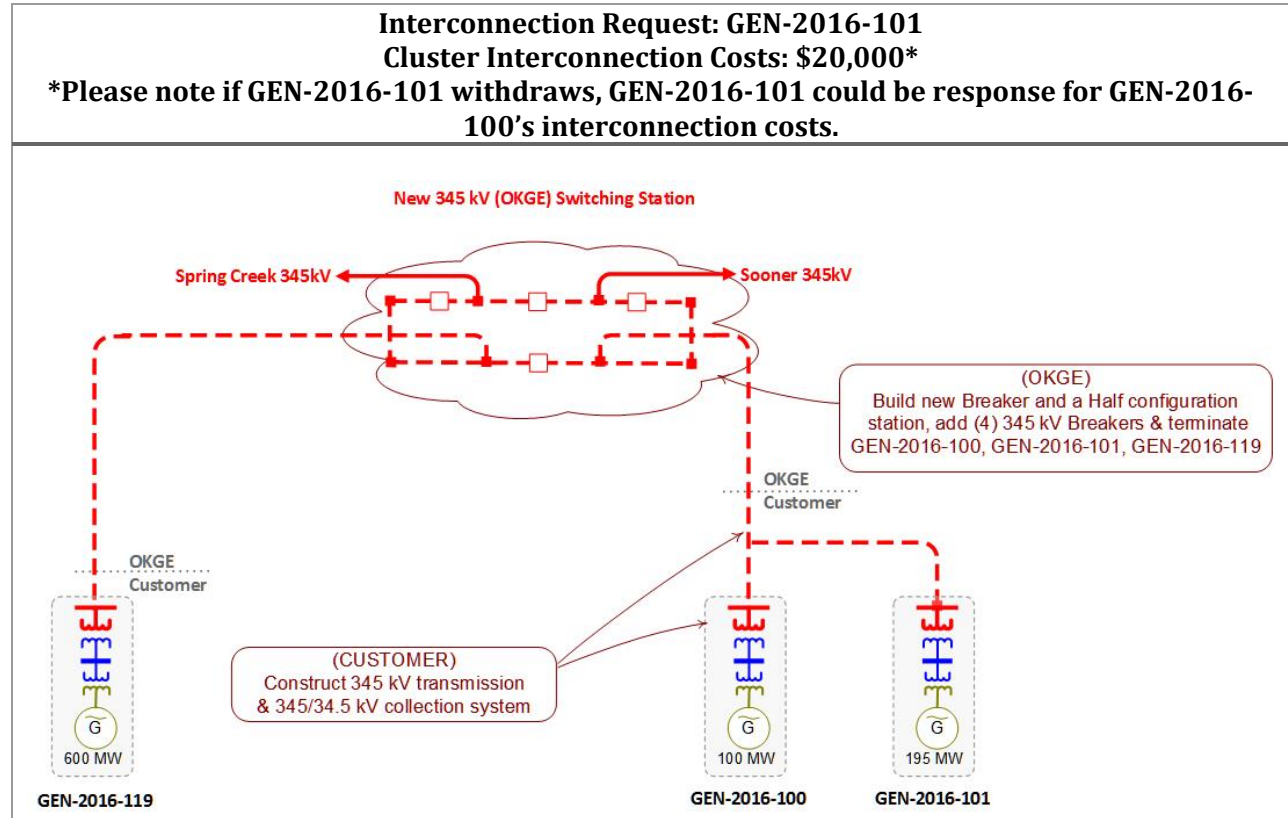 Interconnection Request: GEN-2016-101
Cluster Interconnection Costs: $20,000*
*Please note if GEN-2016-101 withdraws, GEN-2016-101 could be response for GEN-2016-
100's interconnection costs.
New 345 kV (OKGE) Switching Station
Spring Creek 345kV
Sooner 345kV
(OKGE)
Build new Breaker and a Half configuration
station, add (4) 345 kV Breakers & terminate
GEN-2016-100, GEN-2016-101, GEN-2016-119
OKGE
Customer
OKGE
Customer
(CUSTOMER)
Construct 345 kV transmission
& 345/34.5 kV collection system
G
600 MW
G
100 MW
G
195 MW
GEN-2016-119
GEN-2016-100
GEN-2016-101